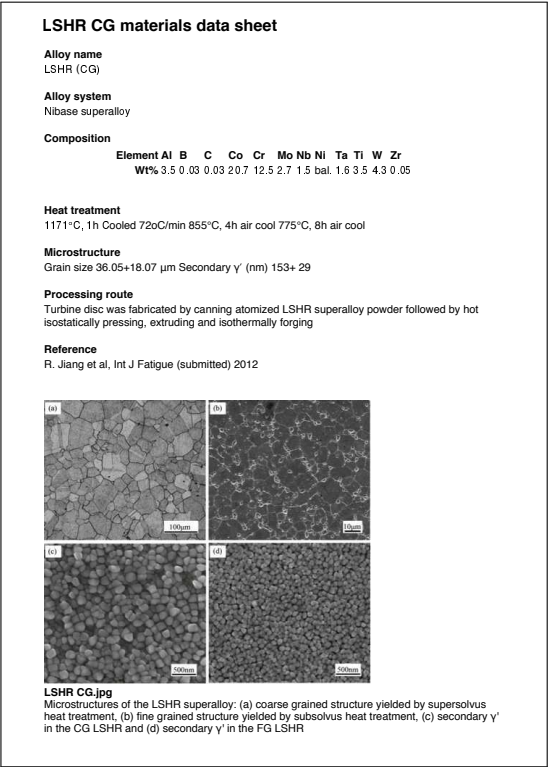 LSHR CG materials data sheet
Alloy name
LSHR (CG)
Alloy system
Nibase superalloy
Composition
Element Al B C Co Cr Mo Nb Ni Ta Ti W Zr
Wt% 3.5 0.03 0.03 20.7 12.5 2.7 1.5 bal. 1.6 3.5 4.3 0.05
Heat treatment
1171°C, 1h Cooled 72oC/min 855°C, 4h air cool 775°C, 8h air cool
Microstructure
Grain size 36.05+18.07 μm Secondary γ′ (nm) 153+ 29
Processing route
Turbine disc was fabricated by canning atomized LSHR superalloy powder followed by hot
isostatically pressing, extruding and isothermally forging
Reference
R. Jiang et al, Int J Fatigue (submitted) 2012
(a)
100μm
(b)
10μm
(c)
500nm
(d)
500nm
LSHR CG.jpg
Microstructures of the LSHR superalloy: (a) coarse grained structure yielded by supersolvus
heat treatment, (b) fine grained structure yielded by subsolvus heat treatment, (c) secondary γ'
in the CG LSHR and (d) secondary γ' in the FG LSHR